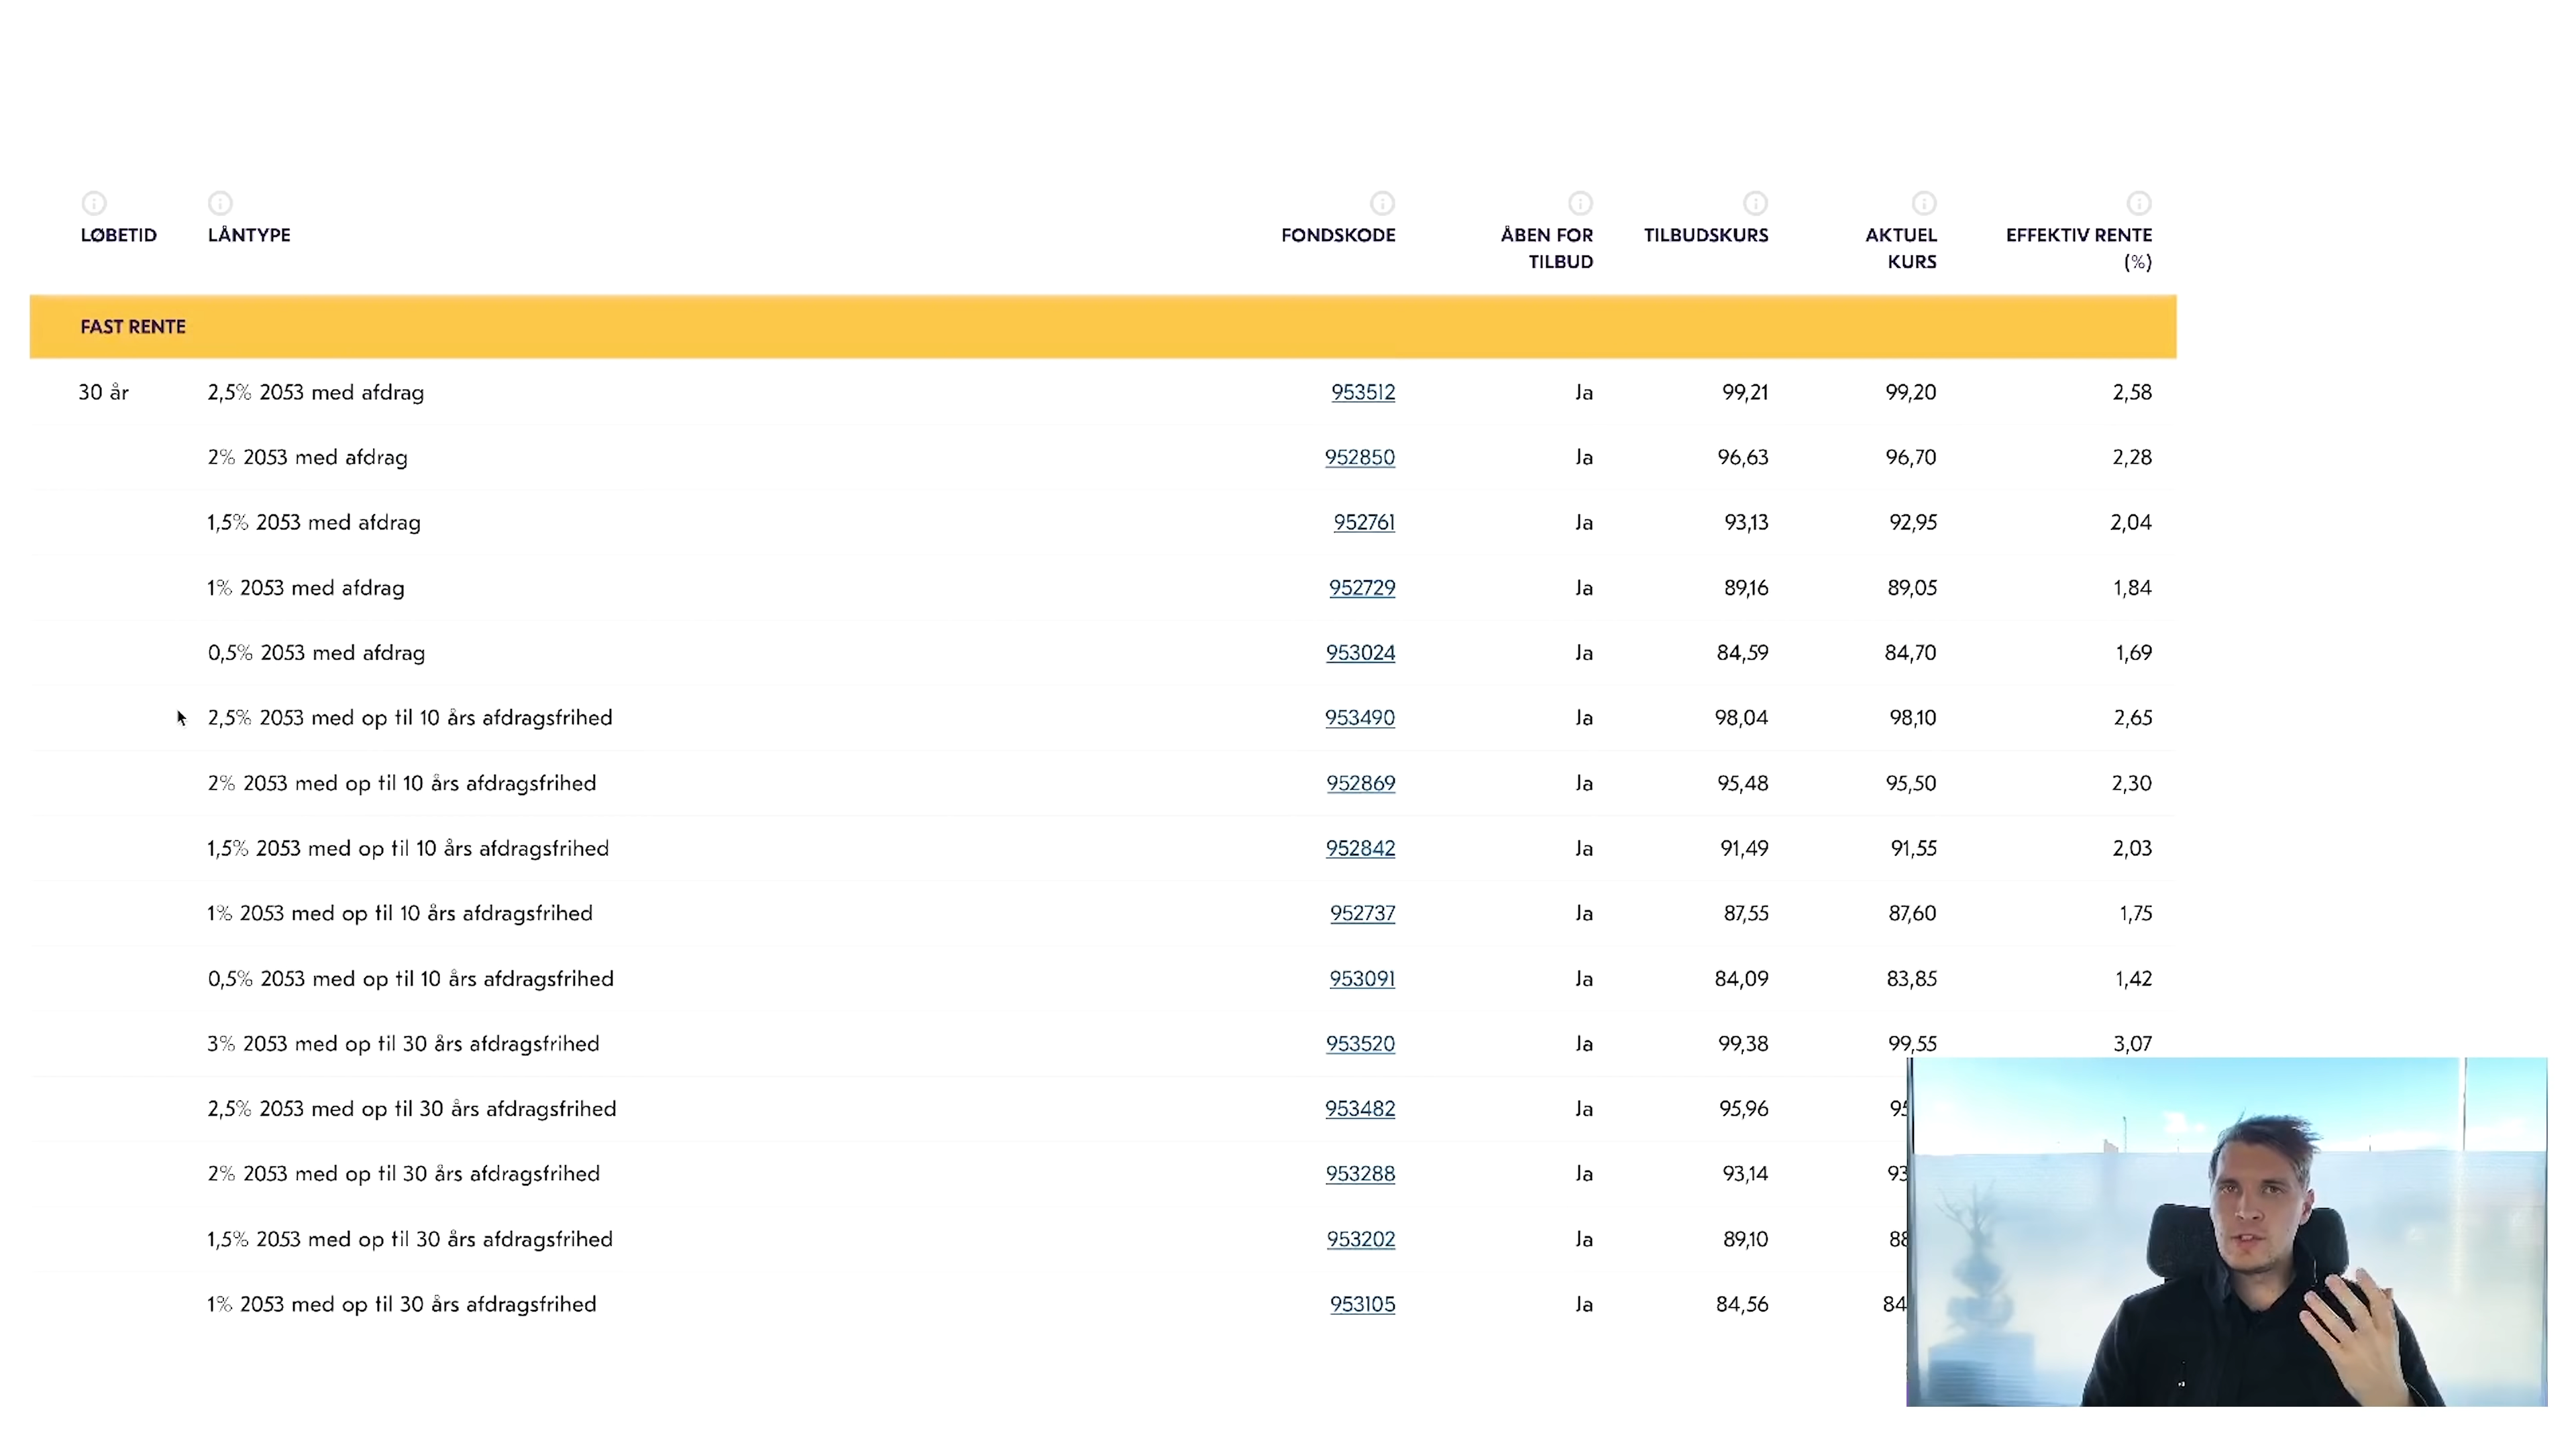 LØBETID LÅNTYPE FONDSKODE ÅBEN FOR TILBUD TILBUDSKURS AKTUEL KURS EFFEKTIV RENTE (%)
FAST RENTE
30 år 2,5% 2053 med afdrag 953512 Ja 99,21 99,20 2,58
2% 2053 med afdrag 952850 Ja 96,63 96,70 2,28
1,5% 2053 med afdrag 952761 Ja 93,13 92,95 2,04
1% 2053 med afdrag 952729 Ja 89,16 89,05 1,84
0,5% 2053 med afdrag 953024 Ja 84,59 84,70 1,69
2,5% 2053 med op til 10 års afdragsfrihed 953490 Ja 98,04 98,10 2,65
2% 2053 med op til 10 års afdragsfrihed 952869 Ja 95,48 95,50 2,30
1,5% 2053 med op til 10 års afdragsfrihed 952842 Ja 91,49 91,55 2,03
1% 2053 med op til 10 års afdragsfrihed 952737 Ja 87,55 87,60 1,75
0,5% 2053 med op til 10 års afdragsfrihed 953091 Ja 84,09 83,85 1,42
3% 2053 med op til 30 års afdragsfrihed 953520 Ja 99,38 99,55 3,07
2,5% 2053 med op til 30 års afdragsfrihed 953482 Ja 95,96
2% 2053 med op til 30 års afdragsfrihed 953288 Ja 93,14 93
1,5% 2053 med op til 30 års afdragsfrihed 953202 Ja 89,10 88
1% 2053 med op til 30 års afdragsfrihed 953105 Ja 84,56 84